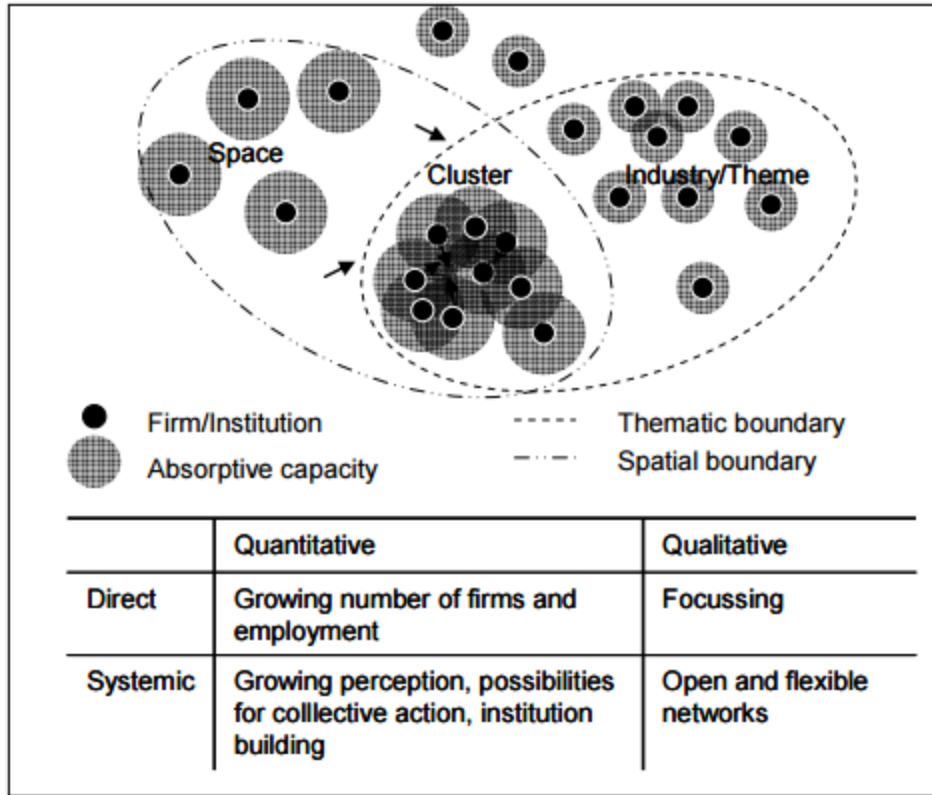 Space
Cluster
Industry/Theme
Firm/Institution
Absorptive capacity
Thematic boundary
Spatial boundary
Quantitative
Qualitative
Direct
Growing number of firms and
employment
Focussing
Systemic
Growing perception, possibilities
for colllective action, institution
building
Open and flexible
networks